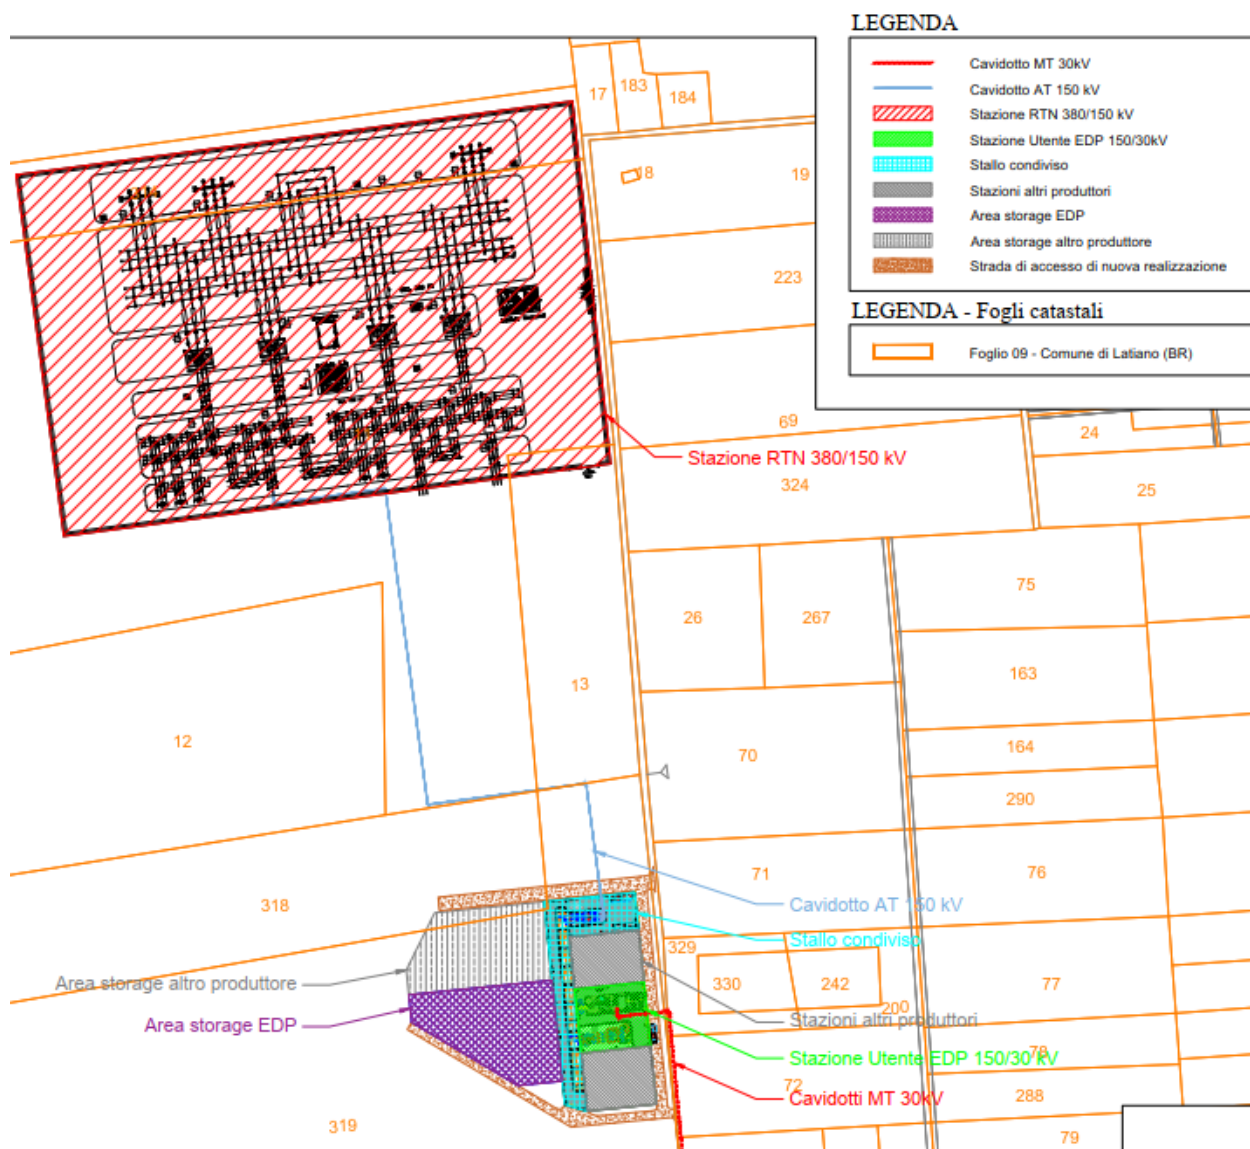 LEGENDA
Cavidotto MT 30kV
Cavidotto AT 150 kV
Stazione RTN 380/150 kV
Stazione Utente EDP 150/30kV
Stallo condiviso
Stazioni altri produttori
Area storage EDP
Area storage altro produttore
Strada di accesso di nuova realizzazione
LEGENDA - Fogli catastali
Foglio 09 - Comune di Latiano (BR)
17
183
184
18
19
223
69
24
Stazione RTN 380/150 kV
324
25
26
267
75
13
163
12
70
164
290
71
76
318
Cavidotto AT 150 kV
Stallo condiviso
329
330
242
77
Area storage altro produttore
200
Stazioni altri produttori
Area storage EDP
78
Stazione Utente EDP 150/30 kV
72
Cavidotti MT 30kV
288
319
79